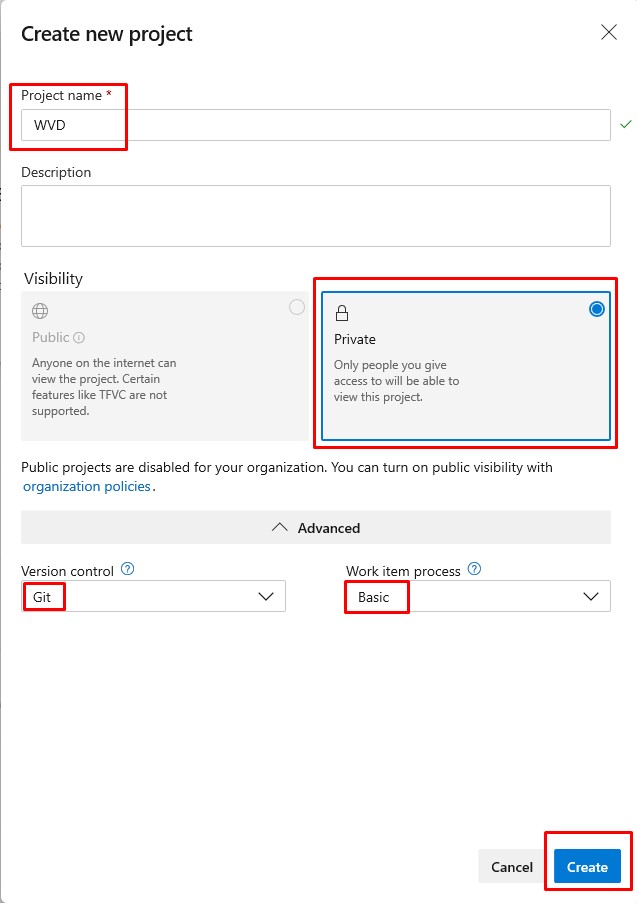 Create new project
Project name *
WVD
Description
Visibility
Public
Anyone on the internet can
view the project. Certain
features like TFVC are not
supported.
Private
Only people you give
access to will be able to
view this project.
Public projects are disabled for your organization. You can turn on public visibility with
organization policies.
Advanced
Version control ?
Work item process ?
Git
Basic
Cancel
Create